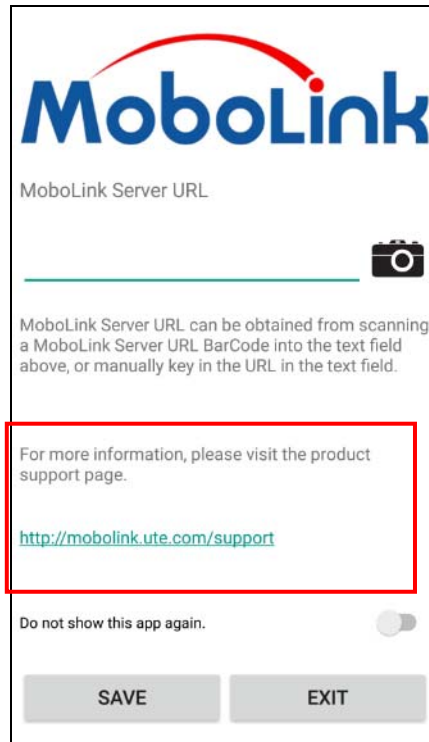 MoboLink
MoboLink Server URL
MoboLink Server URL can be obtained from scanning
a MoboLink Server URL BarCode into the text field
above, or manually key in the URL in the text field.
For more information, please visit the product
support page.
http://mobolink.ute.com/support
Do not show this app again.
SAVE EXIT